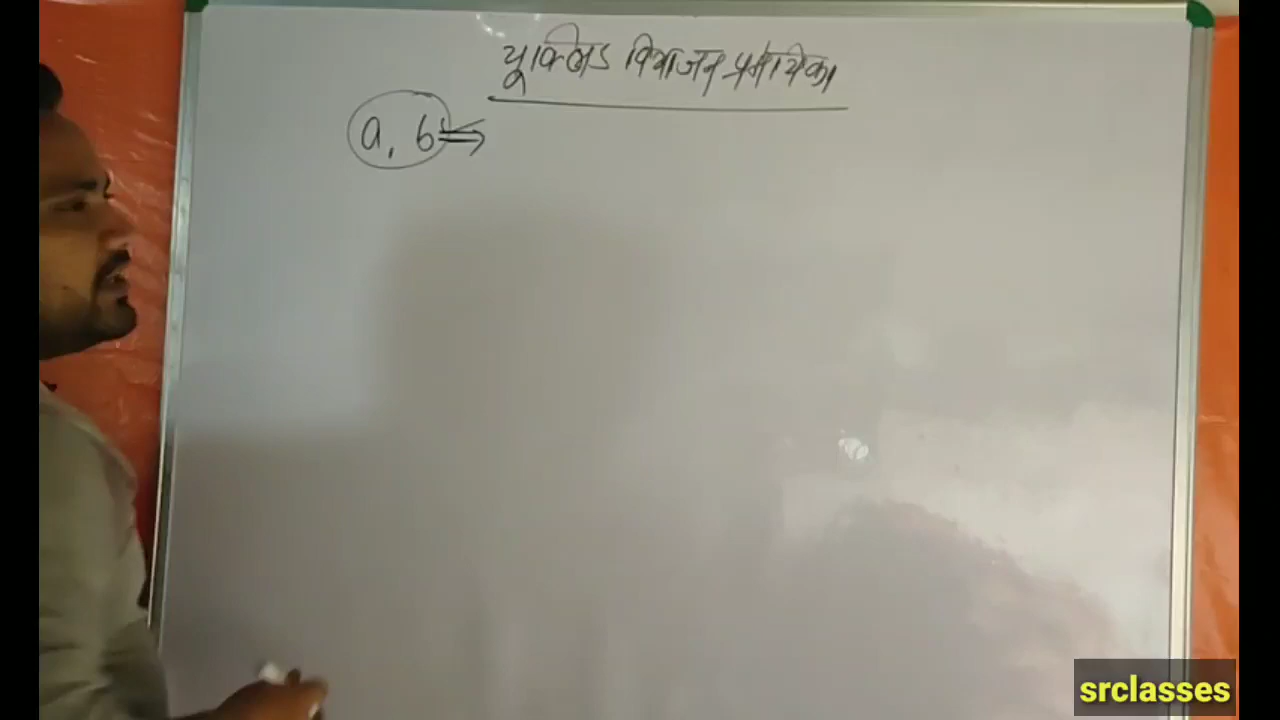 यूक्लिड विभाजन प्रमेयिका
a, b ⇒
srclasses